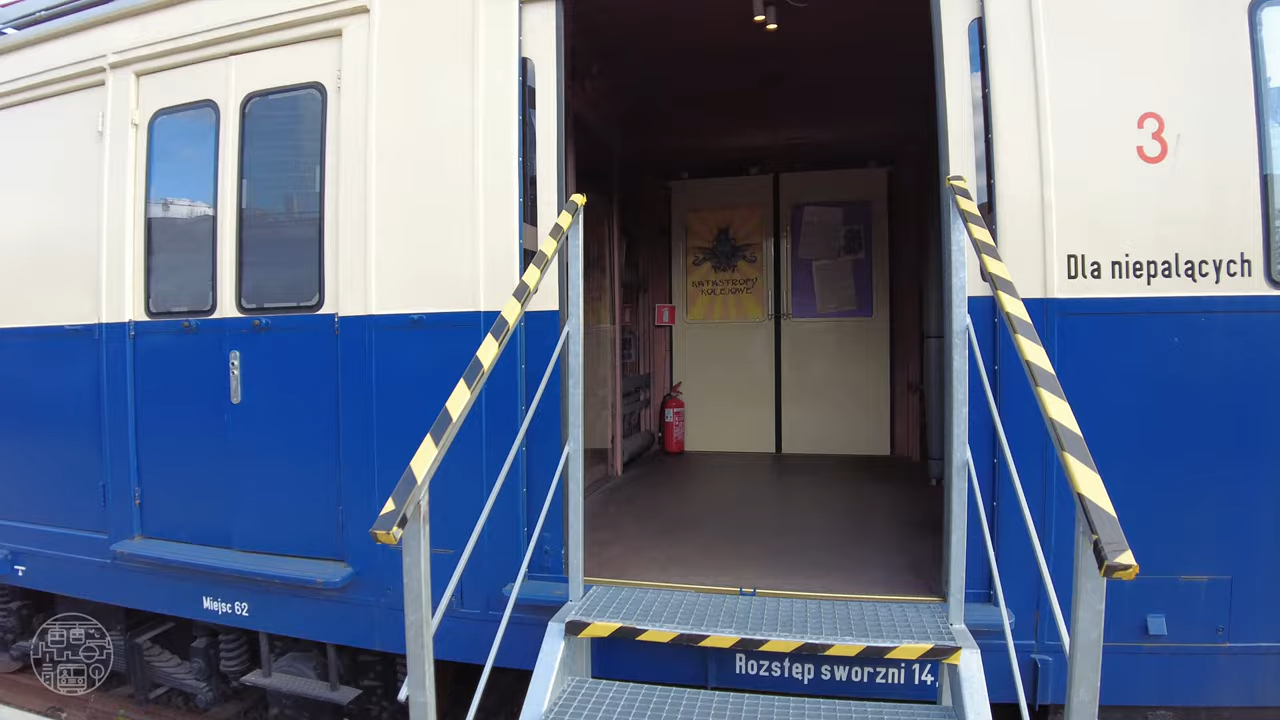 3
Dla niepalących
KATASTROFY
KOLEJOWE
Miejsc 62
Rozstęp sworzni 14,